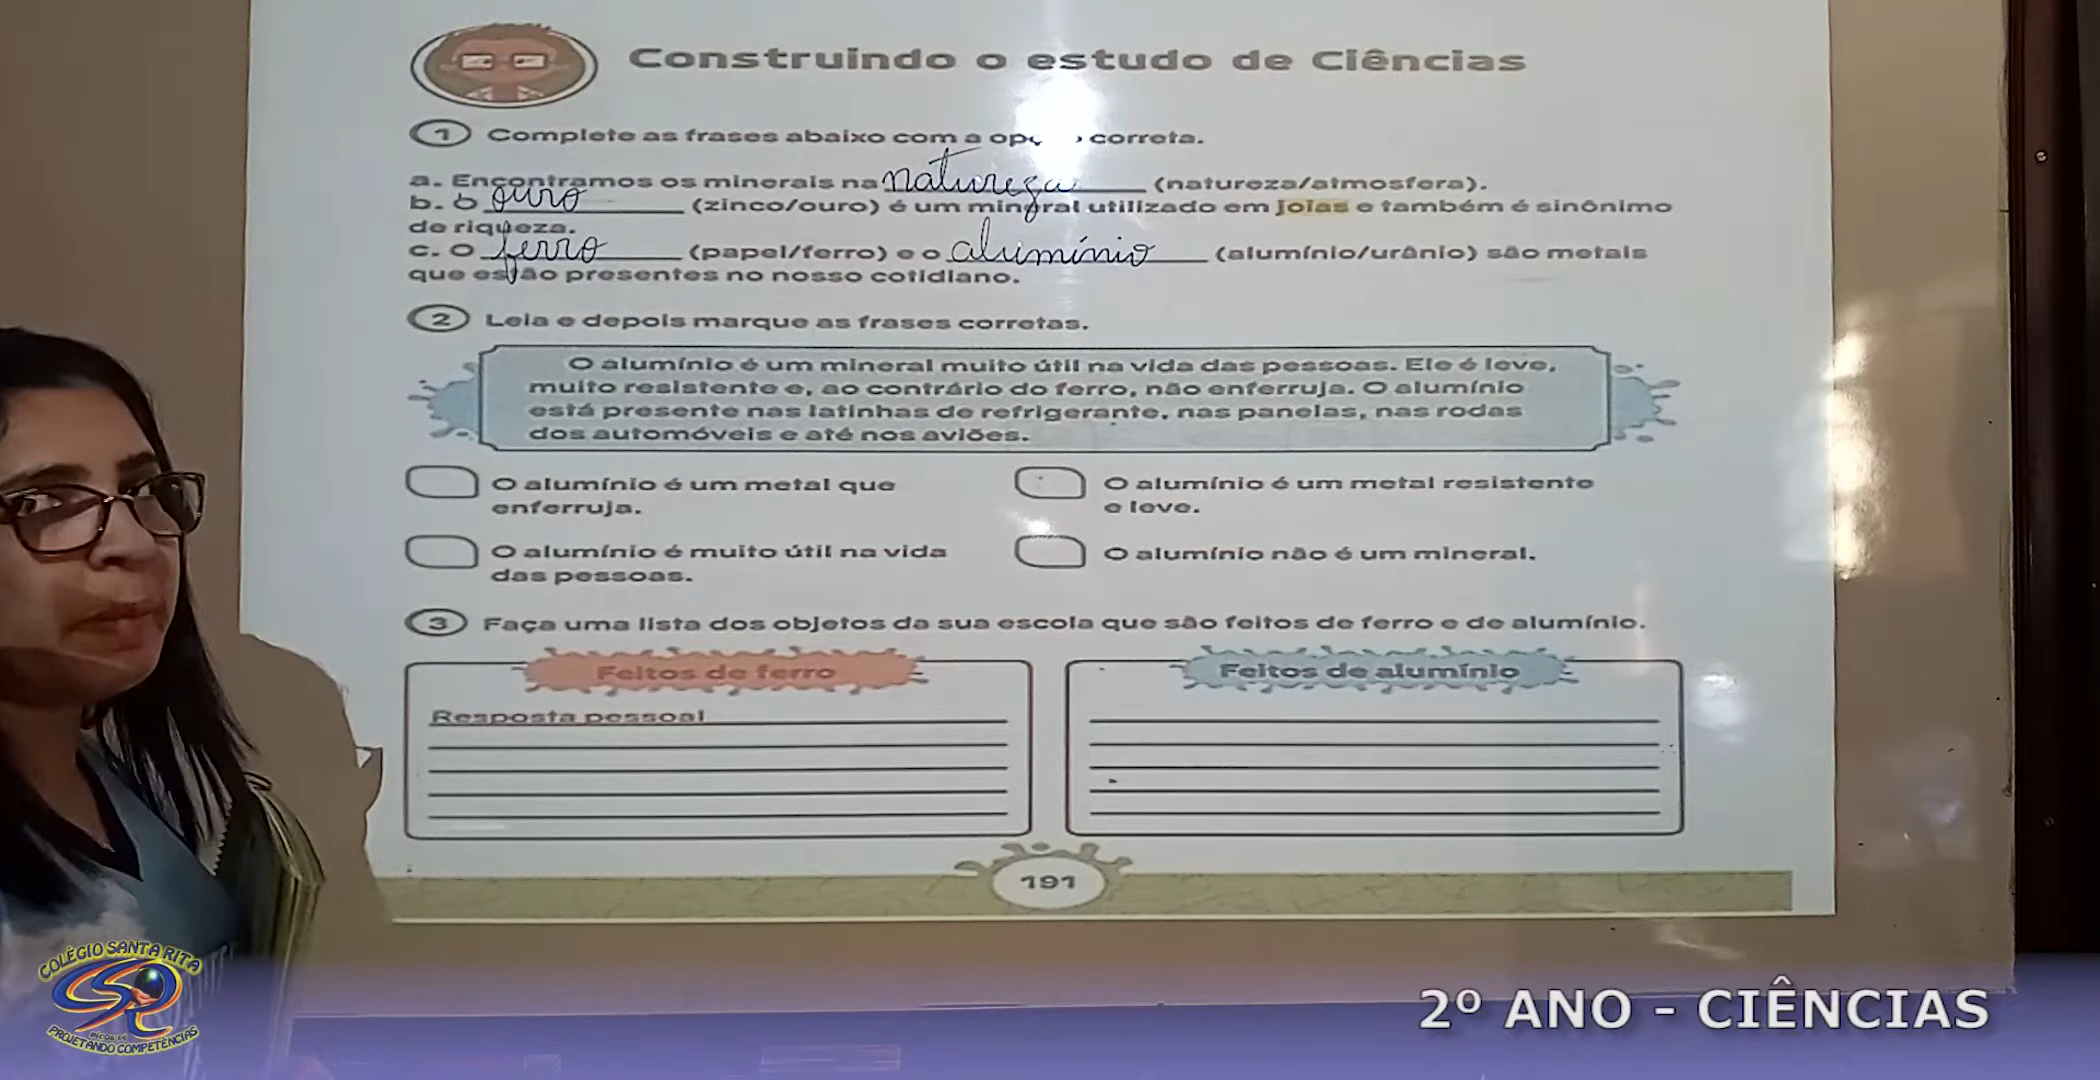 Construindo o estudo de Ciências
1 Complete as frases abaixo com a correta.
a. Encontramos os minerais na natureza (natureza/atmosfera).
b. O ouro (zinco/ouro) é um mineral utilizado em joias e também é sinônimo
de riqueza.
c. O ferro (papel/ferro) e o alumínio (alumínio/urânio) são metais
que estão presentes no nosso cotidiano.
2 Leia e depois marque as frases corretas.
O alumínio é um mineral muito útil na vida das pessoas. Ele é leve,
muito resistente e, ao contrário do ferro, não enferruja. O alumínio
está presente nas latinhas de refrigerante, nas panelas, nas rodas
dos automóveis e até nos aviões.
O alumínio é um metal que
enferruja.
O alumínio é um metal resistente
e leve.
O alumínio é muito útil na vida
das pessoas.
O alumínio não é um mineral.
3 Faça uma lista dos objetos da sua escola que são feitos de ferro e de alumínio.
Feitos de ferro
Resposta pessoal
Feitos de alumínio
191
COLÉGIO SANTA RITA
PROJETANDO COMPETÊNCIAS
2º ANO - CIÊNCIAS